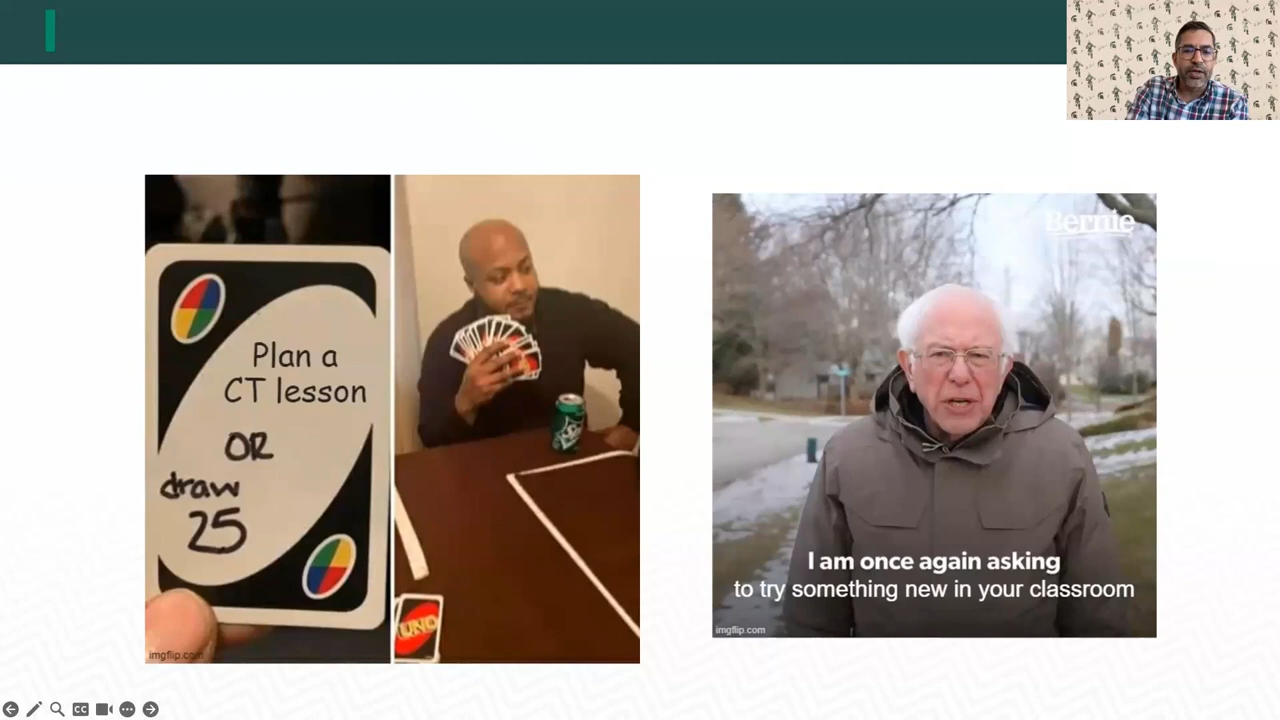 Plan a
CT lesson
OR
draw
25
UNO
imgflip.com
Bernie
I am once again asking
to try something new in your classroom
imgflip.com
CC